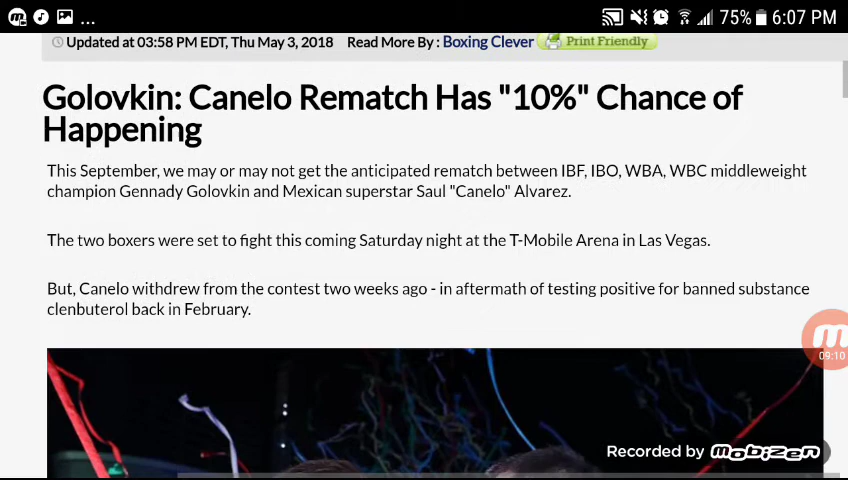 ... 75% 6:07 PM
Updated at 03:58 PM EDT, Thu May 3, 2018 Read More By : Boxing Clever Print Friendly
Golovkin: Canelo Rematch Has "10%" Chance of
Happening
This September, we may or may not get the anticipated rematch between IBF, IBO, WBA, WBC middleweight
champion Gennady Golovkin and Mexican superstar Saul "Canelo" Alvarez.
The two boxers were set to fight this coming Saturday night at the T-Mobile Arena in Las Vegas.
But, Canelo withdrew from the contest two weeks ago - in aftermath of testing positive for banned substance
clenbuterol back in February.
09:10
Recorded by mobizen